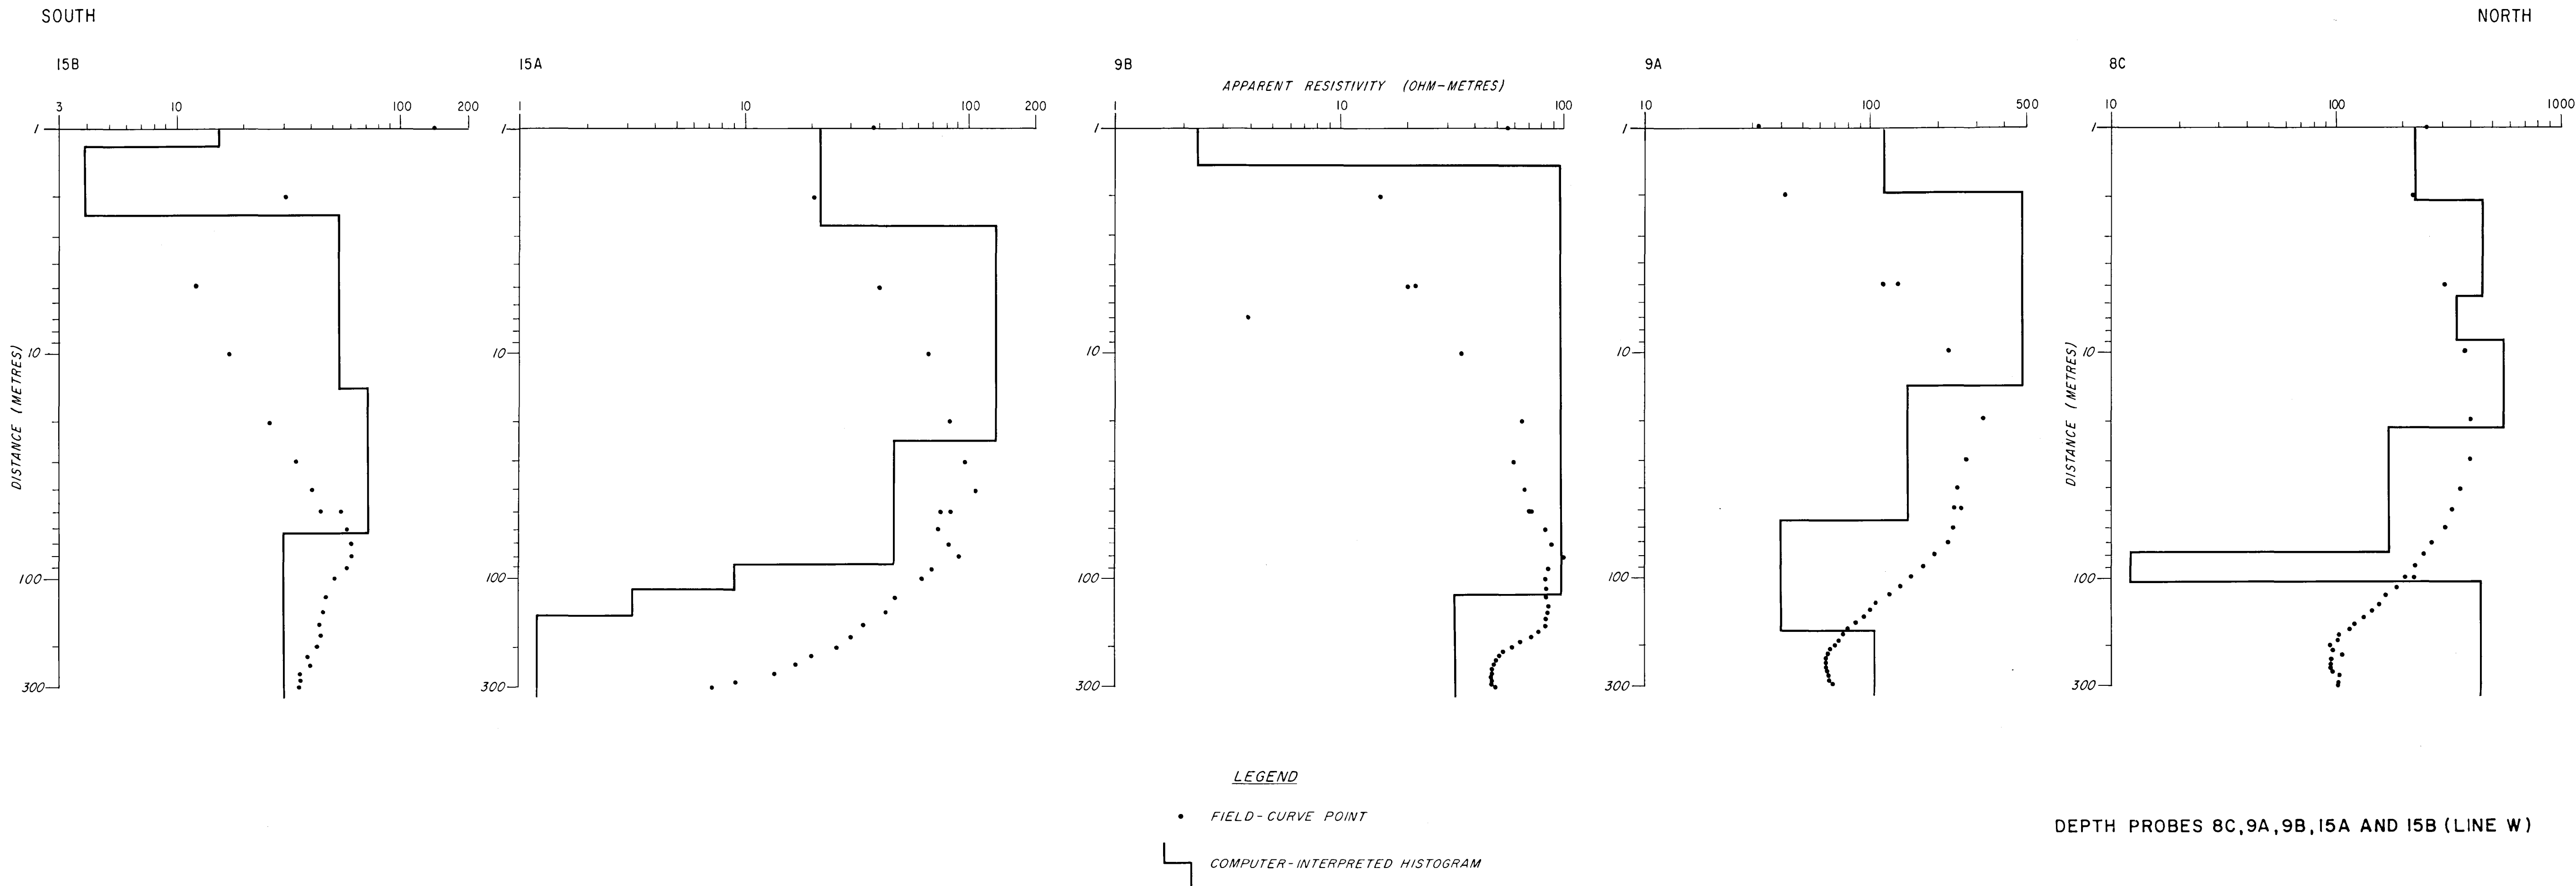 SOUTH
NORTH
15B
15A
9B
9A
8C
APPARENT RESISTIVITY (OHM-METRES)
3 10 100 200
1 10 100 200
1 10 100
10 100 500
10 100 1000
1
10
100
300
DISTANCE (METRES)
1
10
100
300
1
10
100
300
1
10
100
300
1
10
100
300
DISTANCE (METRES)
LEGEND
FIELD-CURVE POINT
COMPUTER-INTERPRETED HISTOGRAM
DEPTH PROBES 8C,9A,9B,15A AND 15B (LINE W)